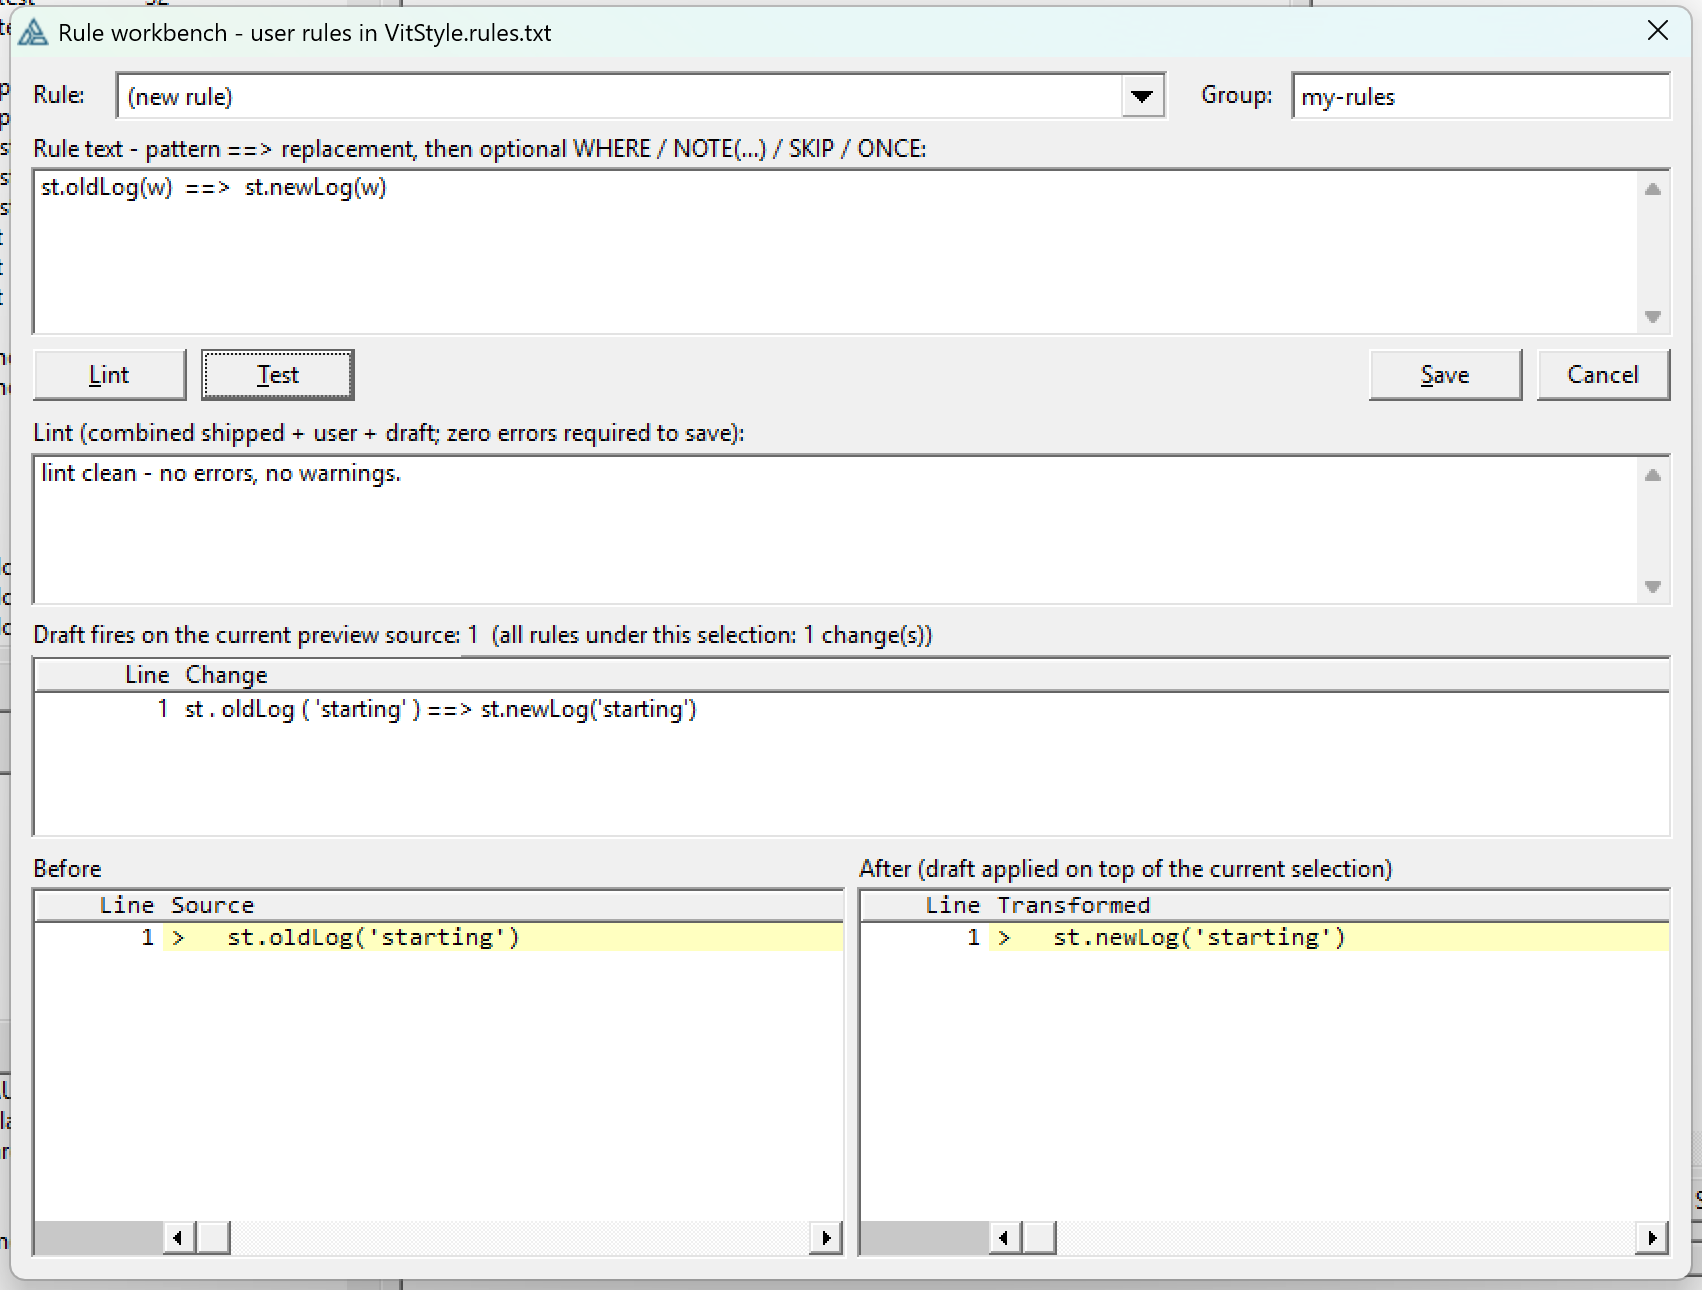 Rule workbench - user rules in VitStyle.rules.txt
Rule: (new rule) Group: my-rules
Rule text - pattern ==> replacement, then optional WHERE / NOTE(...) / SKIP / ONCE:
st.oldLog(w) ==> st.newLog(w)
Lint Test Save Cancel
Lint (combined shipped + user + draft; zero errors required to save):
lint clean - no errors, no warnings.
Draft fires on the current preview source: 1 (all rules under this selection: 1 change(s))
Line Change
1 st . oldLog ( 'starting' ) ==> st.newLog('starting')
Before
Line Source
1 > st.oldLog('starting')
After (draft applied on top of the current selection)
Line Transformed
1 > st.newLog('starting')